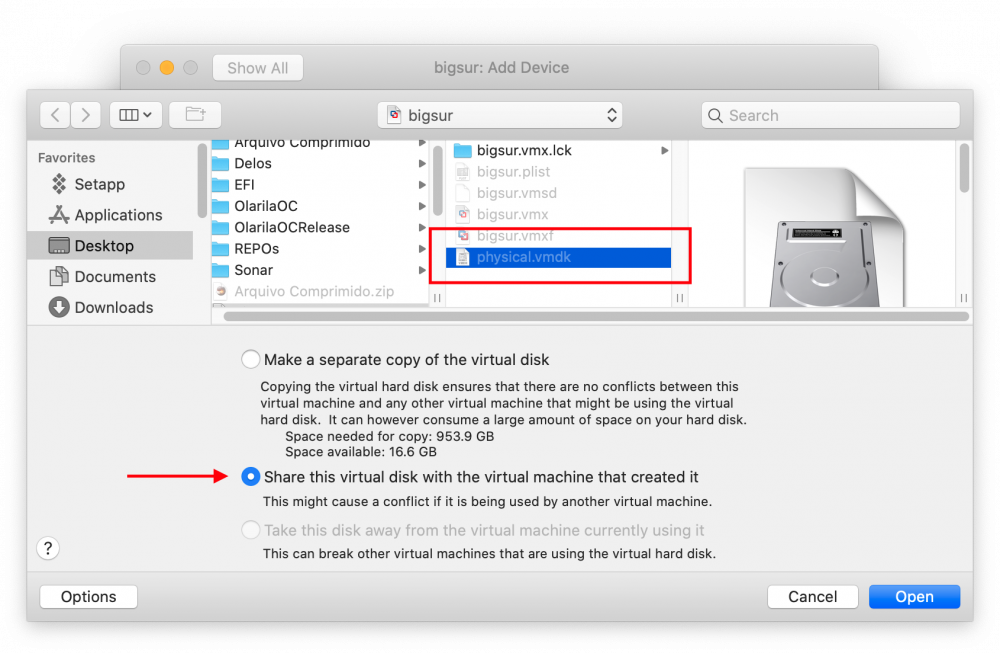 Show All
bigsur: Add Device
bigsur
Search
Favorites
Setapp
Applications
Desktop
Documents
Downloads
Arquivo Comprimido
Delos
EFI
OlarilaOC
OlarilaOCRelease
REPOs
Sonar
Arquivo Comprimido.zip
bigsur.vmx.lck
bigsur.plist
bigsur.vmsd
bigsur.vmx
bigsur.vmxf
physical.vmdk
Make a separate copy of the virtual disk
Copying the virtual hard disk ensures that there are no conflicts between this
virtual machine and any other virtual machine that might be using the virtual
hard disk. It can however consume a large amount of space on your hard disk.
Space needed for copy: 953.9 GB
Space available: 16.6 GB
Share this virtual disk with the virtual machine that created it
This might cause a conflict if it is being used by another virtual machine.
Take this disk away from the virtual machine currently using it
This can break other virtual machines that are using the virtual hard disk.
?
Options
Cancel
Open